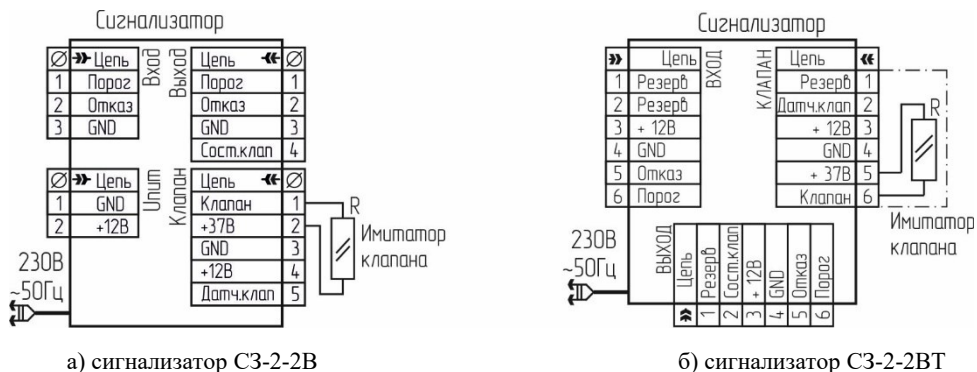 Сигнализатор
Ø Цепь
1 Порог
2 Отказ
3 GND
Вход
Выход
Цепь Ø
Порог 1
Отказ 2
GND 3
Сост.клап 4
Ø Цепь
1 GND
2 +12В
Uпит
Клапан
Цепь Ø
Клапан 1
+37В 2
GND 3
+12В 4
Датч.клап 5
R
Имитатор
клапана
230В
~50Гц
а) сигнализатор СЗ-2-2В
Сигнализатор
Цепь
1 Резерв
2 Резерв
3 + 12В
4 GND
5 Отказ
6 Порог
ВХОД
КЛАПАН
Цепь
Резерв 1
Датч.клап 2
+ 12В 3
GND 4
+ 37В 5
Клапан 6
R
Имитатор
клапана
230В
~50Гц
ВЫХОД
Цепь
1 Резерв
2 Сост.клап
3 + 12В
4 GND
5 Отказ
6 Порог
б) сигнализатор СЗ-2-2ВТ